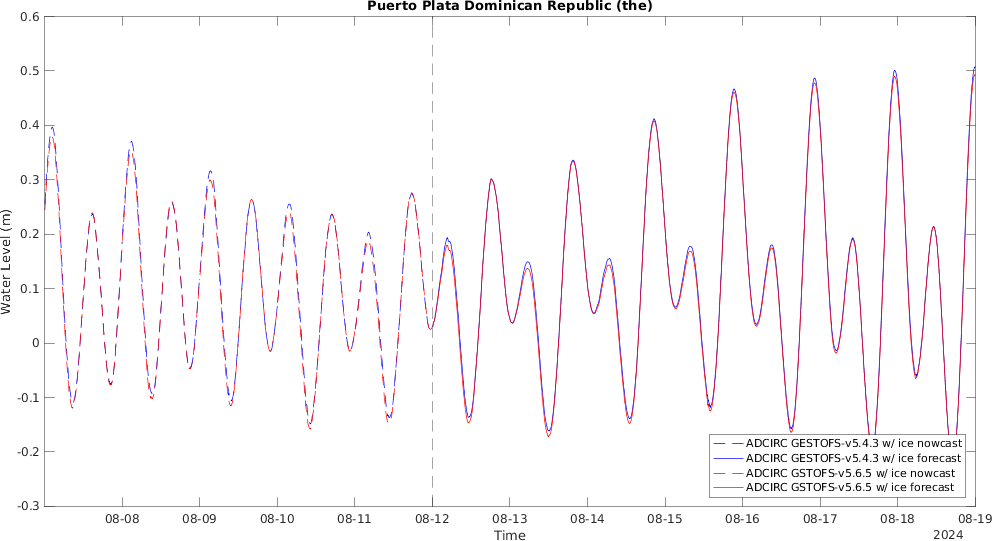 Puerto Plata Dominican Republic (the)
0.6
0.5
0.4
0.3
0.2
0.1
0
-0.1
-0.2
-0.3
Water Level (m)
ADCIRC GESTOFS-v5.4.3 w/ ice nowcast
ADCIRC GESTOFS-v5.4.3 w/ ice forecast
ADCIRC GSTOFS-v5.6.5 w/ ice nowcast
ADCIRC GSTOFS-v5.6.5 w/ ice forecast
08-08 08-09 08-10 08-11 08-12 08-13 08-14 08-15 08-16 08-17 08-18 08-19
Time
2024